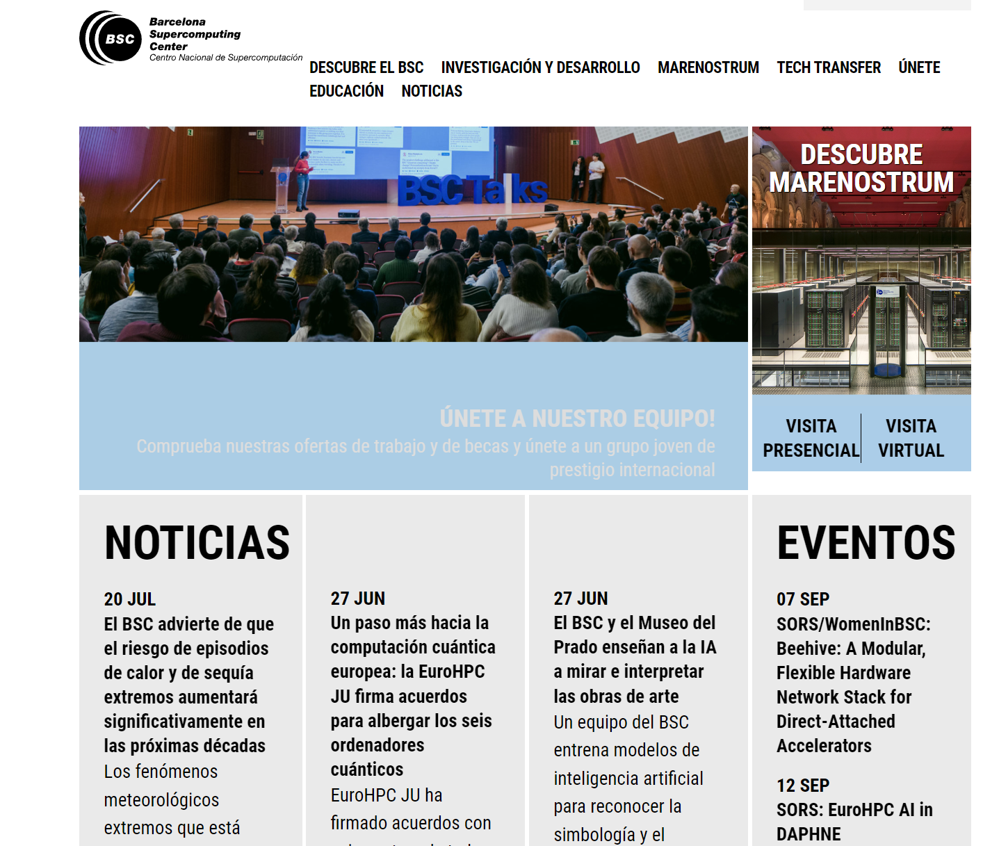 BSC
Barcelona
Supercomputing
Center
Centro Nacional de Supercomputación
DESCUBRE EL BSC INVESTIGACIÓN Y DESARROLLO MARENOSTRUM TECH TRANSFER ÚNETE
EDUCACIÓN NOTICIAS
BSC Talks
DESCUBRE
MARENOSTRUM
ÚNETE A NUESTRO EQUIPO!
Comprueba nuestras ofertas de trabajo y de becas y únete a un grupo joven de
prestigio internacional
VISITA
PRESENCIAL
VISITA
VIRTUAL
NOTICIAS
20 JUL
El BSC advierte de que
el riesgo de episodios
de calor y de sequía
extremos aumentará
significativamente en
las próximas décadas
Los fenómenos
meteorológicos
extremos que está
27 JUN
Un paso más hacia la
computación cuántica
europea: la EuroHPC
JU firma acuerdos
para albergar los seis
ordenadores
cuánticos
EuroHPC JU ha
firmado acuerdos con
27 JUN
El BSC y el Museo del
Prado enseñan a la IA
a mirar e interpretar
las obras de arte
Un equipo del BSC
entrena modelos de
inteligencia artificial
para reconocer la
simbología y el
EVENTOS
07 SEP
SORS/WomenInBSC:
Beehive: A Modular,
Flexible Hardware
Network Stack for
Direct-Attached
Accelerators
12 SEP
SORS: EuroHPC AI in
DAPHNE